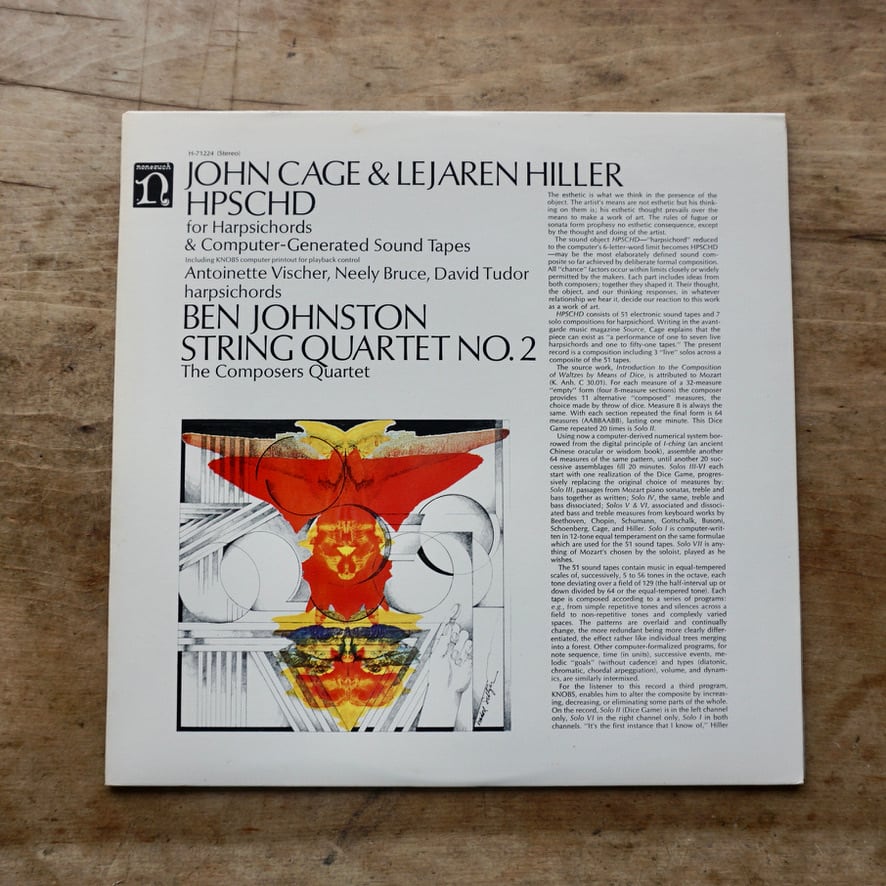 H-71224 (Stereo)
nonesuch
n
JOHN CAGE & LEJAREN HILLER
HPSCHD
for Harpsichords
& Computer-Generated Sound Tapes
Including KNOBS computer printout for playback control
Antoinette Vischer, Neely Bruce, David Tudor
harpsichords
BEN JOHNSTON
STRING QUARTET NO. 2
The Composers Quartet
The esthetic is what we think in the presence of the
object. The artist's means are not esthetic but his think-
ing on them is; his esthetic thought prevails over the
means to make a work of art. The rules of fugue or
sonata form prophesy no esthetic consequence, except
by the thought and doing of the artist.
The sound object HPSCHD—"harpsichord" reduced
to the computer's 6-letter-word limit becomes HPSCHD
—may be the most elaborately defined sound com-
posite so far achieved by deliberate formal composition.
All "chance" factors occur within limits closely or widely
permitted by the makers. Each part includes ideas from
both composers; together they shaped it. Their thought,
the object, and our thinking responses, in whatever
relationship we hear it, decide our reaction to this work
as a work of art.
HPSCHD consists of 51 electronic sound tapes and 7
solo compositions for harpsichord. Writing in the avant-
garde music magazine Source, Cage explains that the
piece can exist as "a performance of one to seven live
harpsichords and one to fifty-one tapes." The present
record is a composition including 3 "live" solos across a
composite of the 51 tapes.
The source work, Introduction to the Composition
of Waltzes by Means of Dice, is attributed to Mozart
(K. Anh. C 30.01). For each measure of a 32-measure
"empty" form (four 8-measure sections) the composer
provides 11 alternative "composed" measures, the
choice made by throw of dice. Measure 8 is always the
same. With each section repeated the final form is 64
measures (AABBAABB), lasting one minute. This Dice
Game repeated 20 times is Solo II.
Using now a computer-derived numerical system bor-
rowed from the digital principle of I-ching (an ancient
Chinese oracular or wisdom book), assemble another
64 measures of the same pattern, until another 20 suc-
cessive assemblages fill 20 minutes. Solos III-VI each
start with one realization of the Dice Game, progres-
sively replacing the original choice of measures by:
Solo III, passages from Mozart piano sonatas, treble and
bass together as written; Solo IV, the same, treble and
bass dissociated; Solos V & VI, associated and dissoci-
ated bass and treble measures from keyboard works by
Beethoven, Chopin, Schumann, Gottschalk, Busoni,
Schoenberg, Cage, and Hiller. Solo I is computer-writ-
ten in 12-tone equal temperament on the same formulae
which are used for the 51 sound tapes. Solo VII is any-
thing of Mozart's chosen by the soloist, played as he
wishes.
The 51 sound tapes contain music in equal-tempered
scales of, successively, 5 to 56 tones in the octave, each
tone deviating over a field of 129 (the half-interval up or
down divided by 64 or the equal-tempered tone). Each
tape is composed according to a series of programs:
e.g., from simple repetitive tones and silences across a
field to non-repetitive tones and complexly varied
spaces. The patterns are overlaid and continually
change, the more redundant being more clearly differ-
entiated, the effect rather like individual trees merging
into a forest. Other computer-formalized programs, for
note sequence, time (in units), successive events, me-
lodic "goals" (without cadence) and types (diatonic,
chromatic, chordal arpeggiation), volume, and dynam-
ics, are similarly intermixed.
For the listener to this record a third program,
KNOBS, enables him to alter the composite by increas-
ing, decreasing, or eliminating some parts of the whole.
On the record, Solo II (Dice Game) is in the left channel
only, Solo VI in the right channel only, Solo I in both
channels. "It's the first instance that I know of," Hiller